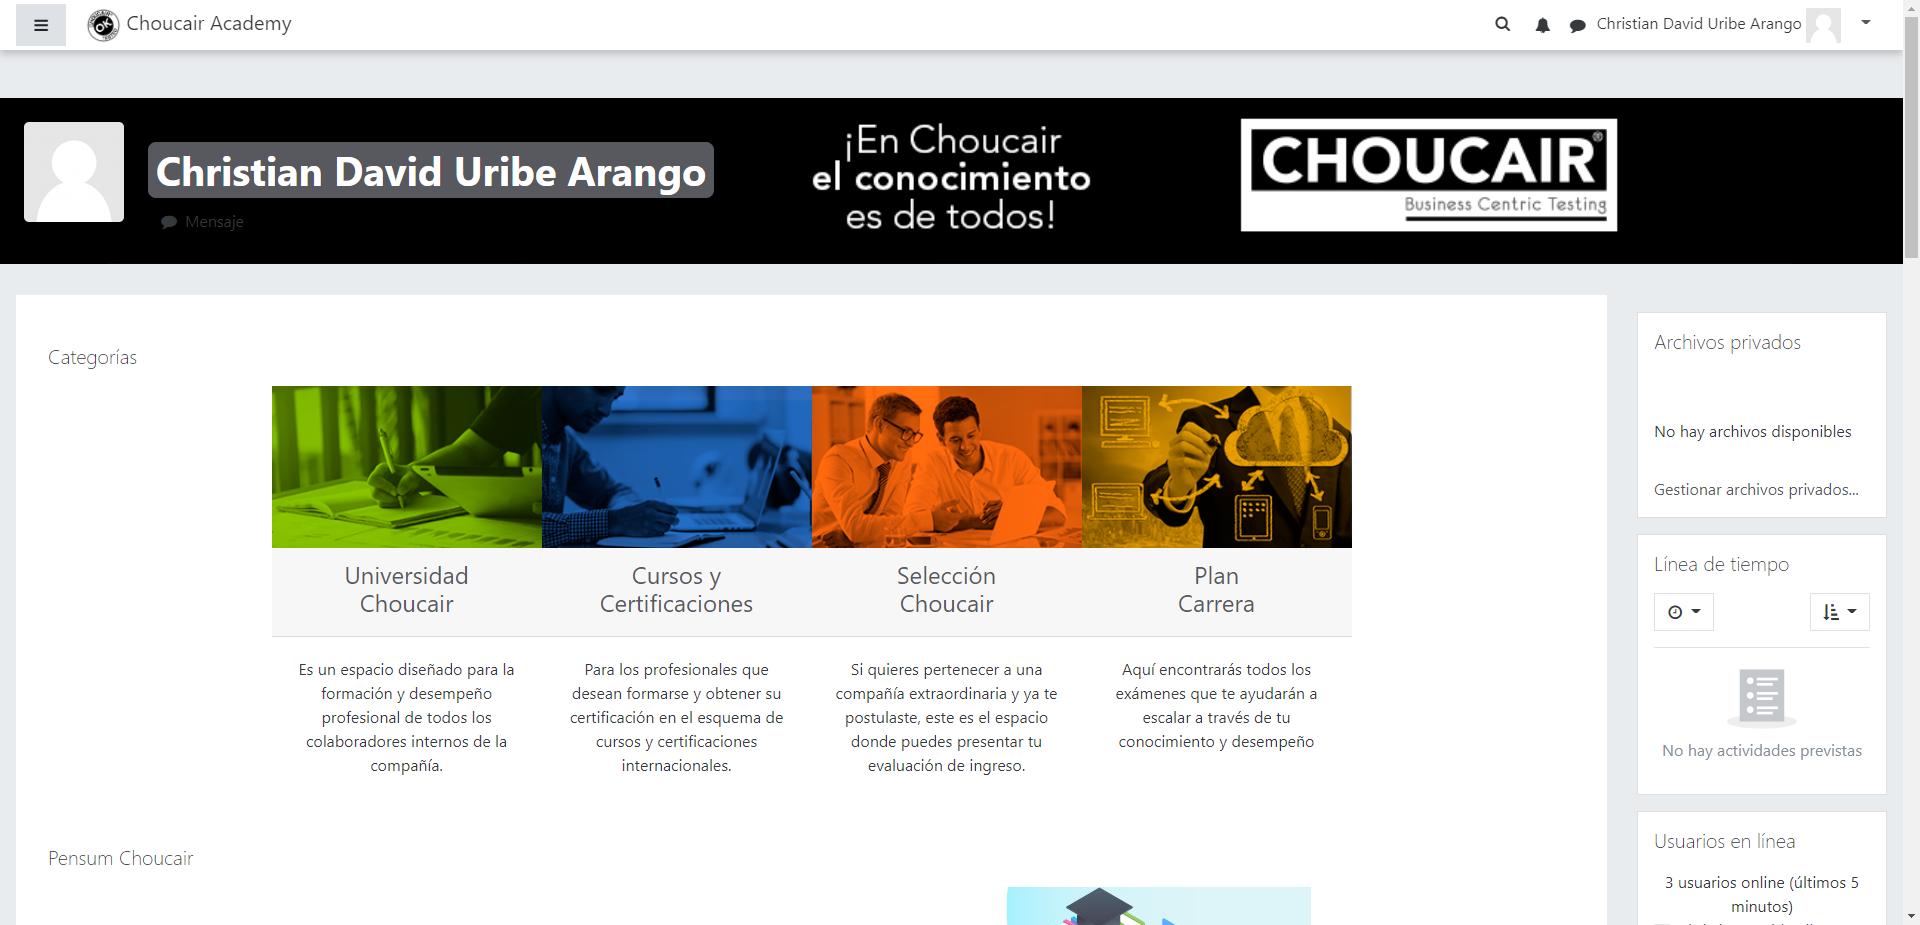 Choucair Academy
Christian David Uribe Arango
Christian David Uribe Arango
Mensaje
¡En Choucair
el conocimiento
es de todos!
CHOUCAIR®
Business Centric Testing
Categorías
Universidad
Choucair
Es un espacio diseñado para la
formación y desempeño
profesional de todos los
colaboradores internos de la
compañía.
Cursos y
Certificaciones
Para los profesionales que
desean formarse y obtener su
certificación en el esquema de
cursos y certificaciones
internacionales.
Selección
Choucair
Si quieres pertenecer a una
compañía extraordinaria y ya te
postulaste, este es el espacio
donde puedes presentar tu
evaluación de ingreso.
Plan
Carrera
Aquí encontrarás todos los
exámenes que te ayudarán a
escalar a través de tu
conocimiento y desempeño
Pensum Choucair
Archivos privados
No hay archivos disponibles
Gestionar archivos privados...
Línea de tiempo
No hay actividades previstas
Usuarios en línea
3 usuarios online (últimos 5
minutos)